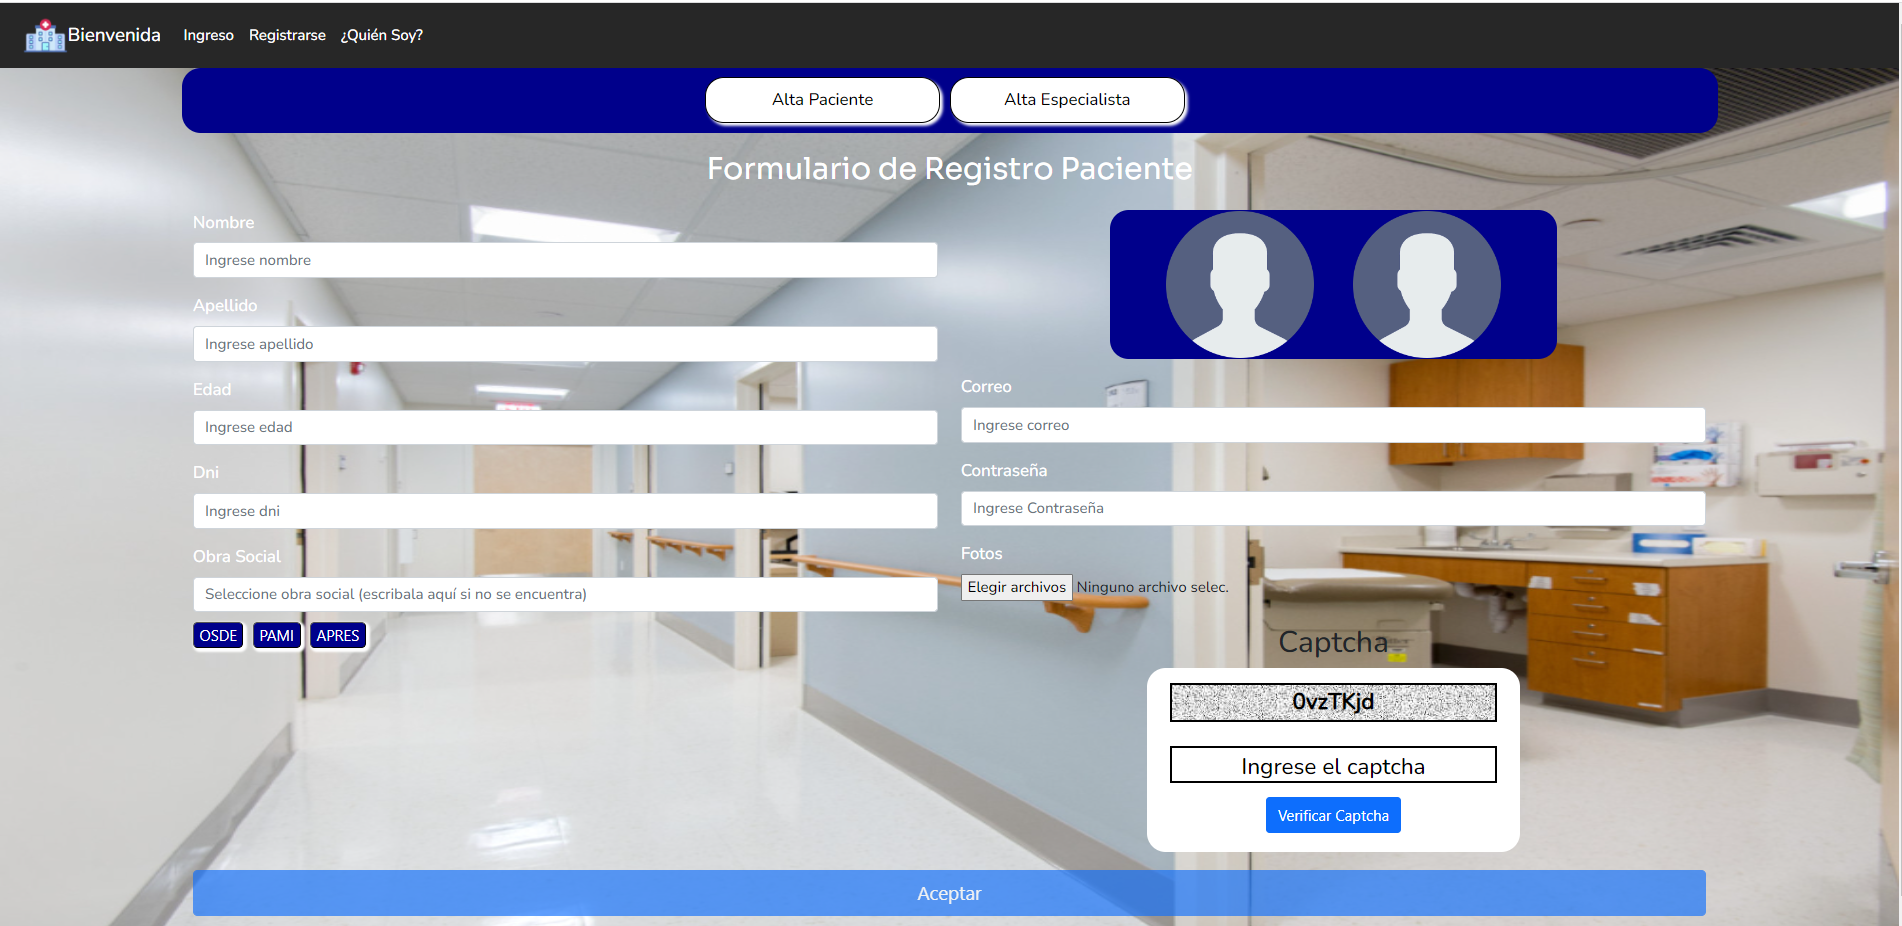 Bienvenida Ingreso Registrarse ¿Quién Soy?
Alta Paciente Alta Especialista
Formulario de Registro Paciente
Nombre
Ingrese nombre
Apellido
Ingrese apellido
Edad
Ingrese edad
Dni
Ingrese dni
Obra Social
Seleccione obra social (escribala aquí si no se encuentra)
OSDE PAMI APRES
Correo
Ingrese correo
Contraseña
Ingrese Contraseña
Fotos
Elegir archivos Ninguno archivo selec.
Captcha
0vzTKjd
Ingrese el captcha
Verificar Captcha
Aceptar